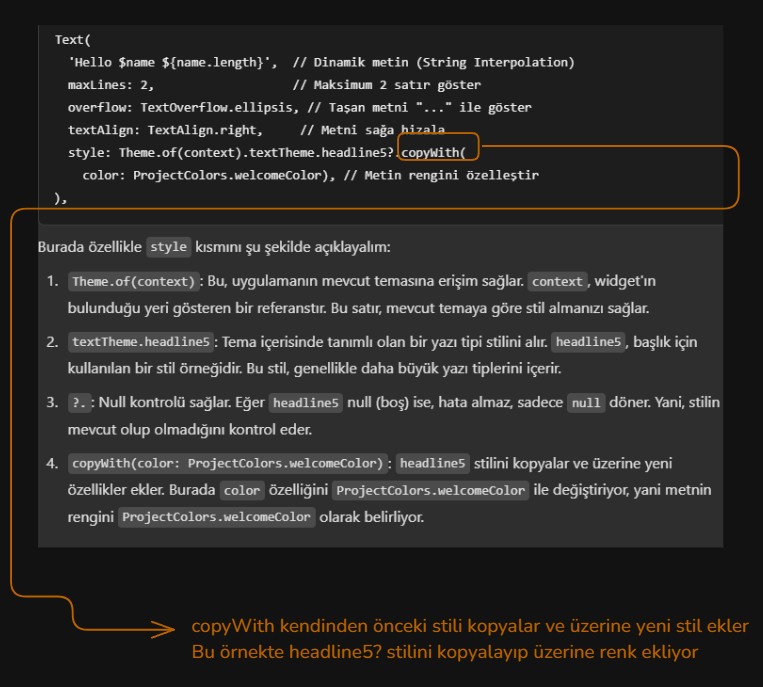 Text(
'Hello $name ${name.length}', // Dinamik metin (String Interpolation)
maxLines: 2, // Maksimum 2 satır göster
overflow: TextOverflow.ellipsis, // Taşan metni "..." ile göster
textAlign: TextAlign.right, // Metni sağa hizala
style: Theme.of(context).textTheme.headline5?.copyWith(
color: ProjectColors.welcomeColor), // Metin rengini özelleştir
),
Burada özellikle style kısmını şu şekilde açıklayalım:
1. Theme.of(context): Bu, uygulamanın mevcut temasına erişim sağlar. context, widget'ın
bulunduğu yeri gösteren bir referanstır. Bu satır, mevcut temaya göre stil almanızı sağlar.
2. textTheme.headline5: Tema içerisinde tanımlı olan bir yazı tipi stilini alır. headline5, başlık için
kullanılan bir stil örneğidir. Bu stil, genellikle daha büyük yazı tiplerini içerir.
3. ?.: Null kontrolü sağlar. Eğer headline5 null (boş) ise, hata almaz, sadece null döner. Yani, stilin
mevcut olup olmadığını kontrol eder.
4. copyWith(color: ProjectColors.welcomeColor): headline5 stilini kopyalar ve üzerine yeni
özellikler ekler. Burada color özelliğini ProjectColors.welcomeColor ile değiştiriyor, yani metnin
rengini ProjectColors.welcomeColor olarak belirliyor.
copyWith kendinden önceki stili kopyalar ve üzerine yeni stil ekler
Bu örnekte headline5? stilini kopyalayıp üzerine renk ekliyor